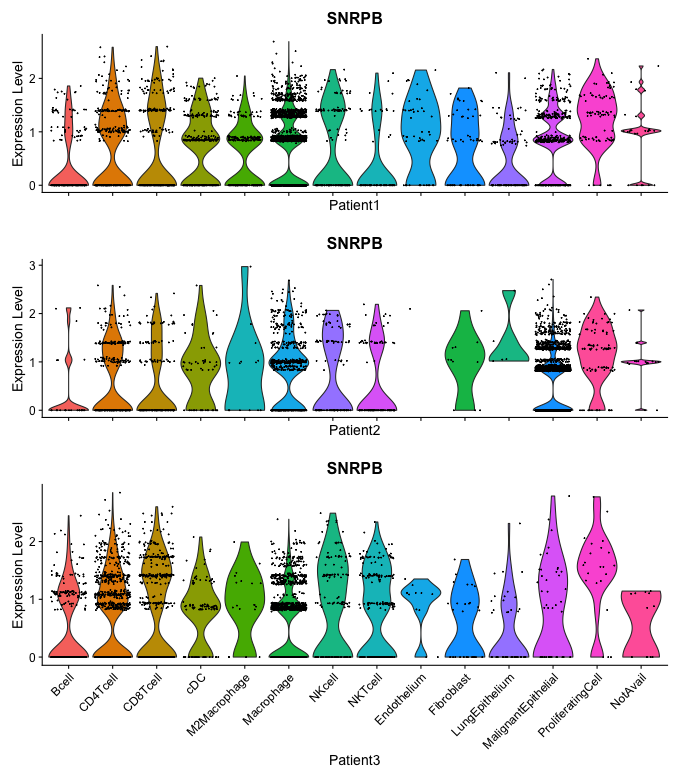 SNRPB
Expression Level
2
1
0
Patient1
SNRPB
Expression Level
3
2
1
0
Patient2
SNRPB
Expression Level
2
1
0
Bcell
CD4Tcell
CD8Tcell
cDC
M2Macrophage
Macrophage
NKcell
NKTcell
Endothelium
Fibroblast
LungEpithelium
MalignantEpithelial
ProliferatingCell
NotAvail
Patient3